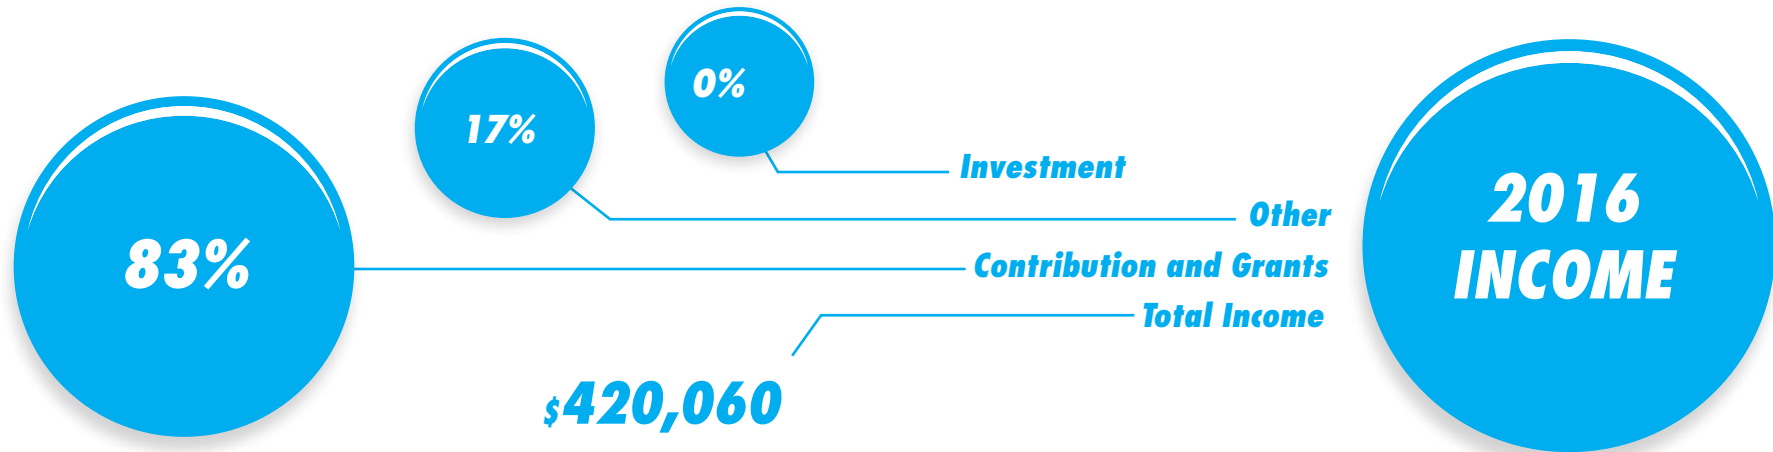 0%
17%
83%
Investment
Other
Contribution and Grants
Total Income
$420,060
2016
INCOME